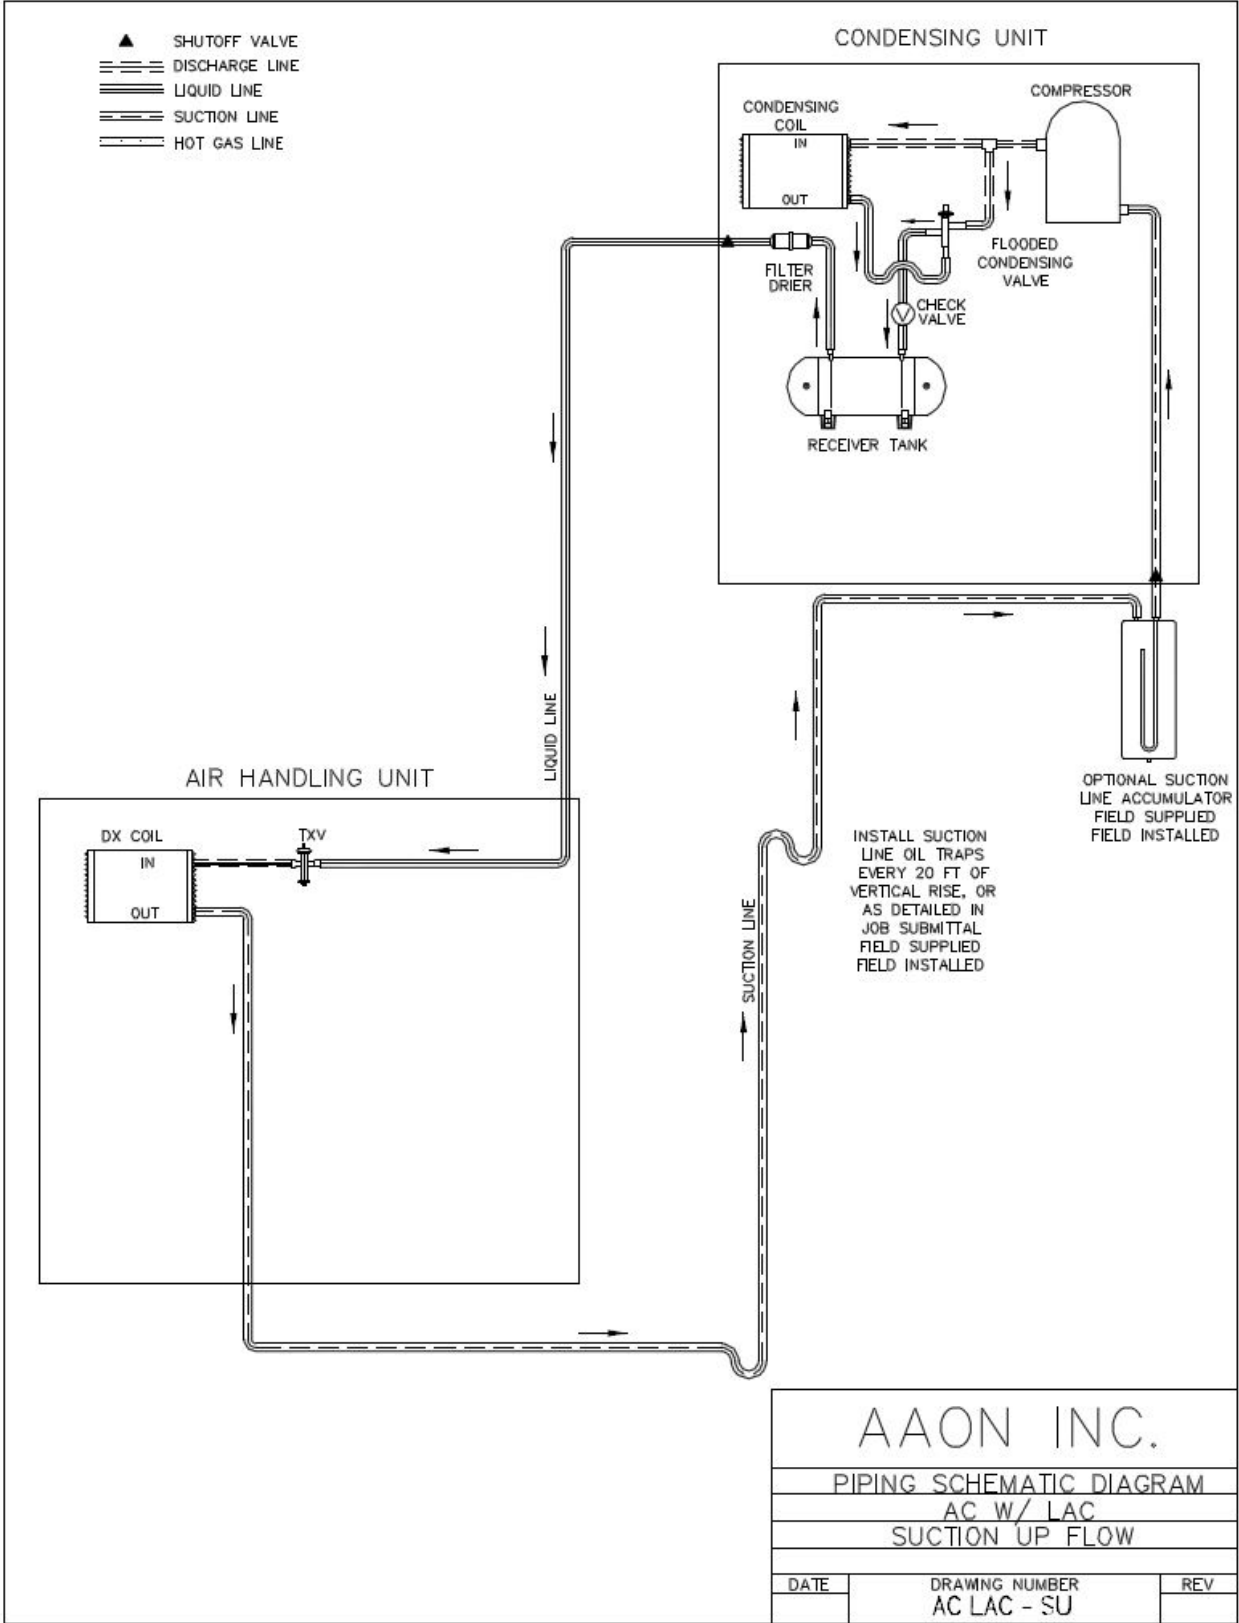 SHUTOFF VALVE
DISCHARGE LINE
LIQUID LINE
SUCTION LINE
HOT GAS LINE
CONDENSING UNIT
COMPRESSOR
CONDENSING
COIL
IN
OUT
FLOODED
CONDENSING
VALVE
FILTER
DRIER
CHECK
VALVE
V
RECEIVER TANK
LIQUID LINE
AIR HANDLING UNIT
DX COIL
TXV
IN
OUT
OPTIONAL SUCTION
LINE ACCUMULATOR
FIELD SUPPLIED
FIELD INSTALLED
INSTALL SUCTION
LINE OIL TRAPS
EVERY 20 FT OF
VERTICAL RISE, OR
AS DETAILED IN
JOB SUBMITTAL
FIELD SUPPLIED
FIELD INSTALLED
SUCTION LINE
AAON INC.
PIPING SCHEMATIC DIAGRAM
AC W/ LAC
SUCTION UP FLOW
DATE
DRAWING NUMBER
REV
AC LAC - SU